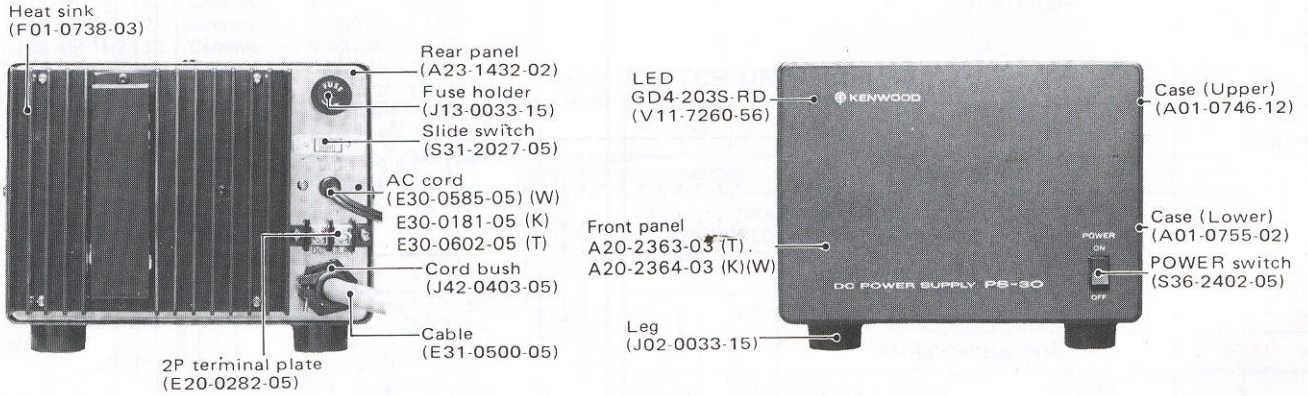 Heat sink
(F01-0738-03)
Rear panel
(A23-1432-02)
FUSE
Fuse holder
(J13-0033-15)
Slide switch
(S31-2027-05)
AC cord
(E30-0585-05) (W)
E30-0181-05 (K)
E30-0602-05 (T)
Cord bush
(J42-0403-05)
Cable
(E31-0500-05)
2P terminal plate
(E20-0282-05)
LED
GD4-203S-RD
(V11-7260-56)
KENWOOD
Case (Upper)
(A01-0746-12)
Front panel
A20-2363-03 (T).
A20-2364-03 (K)(W)
Case (Lower)
(A01-0755-02)
POWER
ON
POWER switch
(S36-2402-05)
OFF
DC POWER SUPPLY PS-30
Leg
(J02-0033-15)